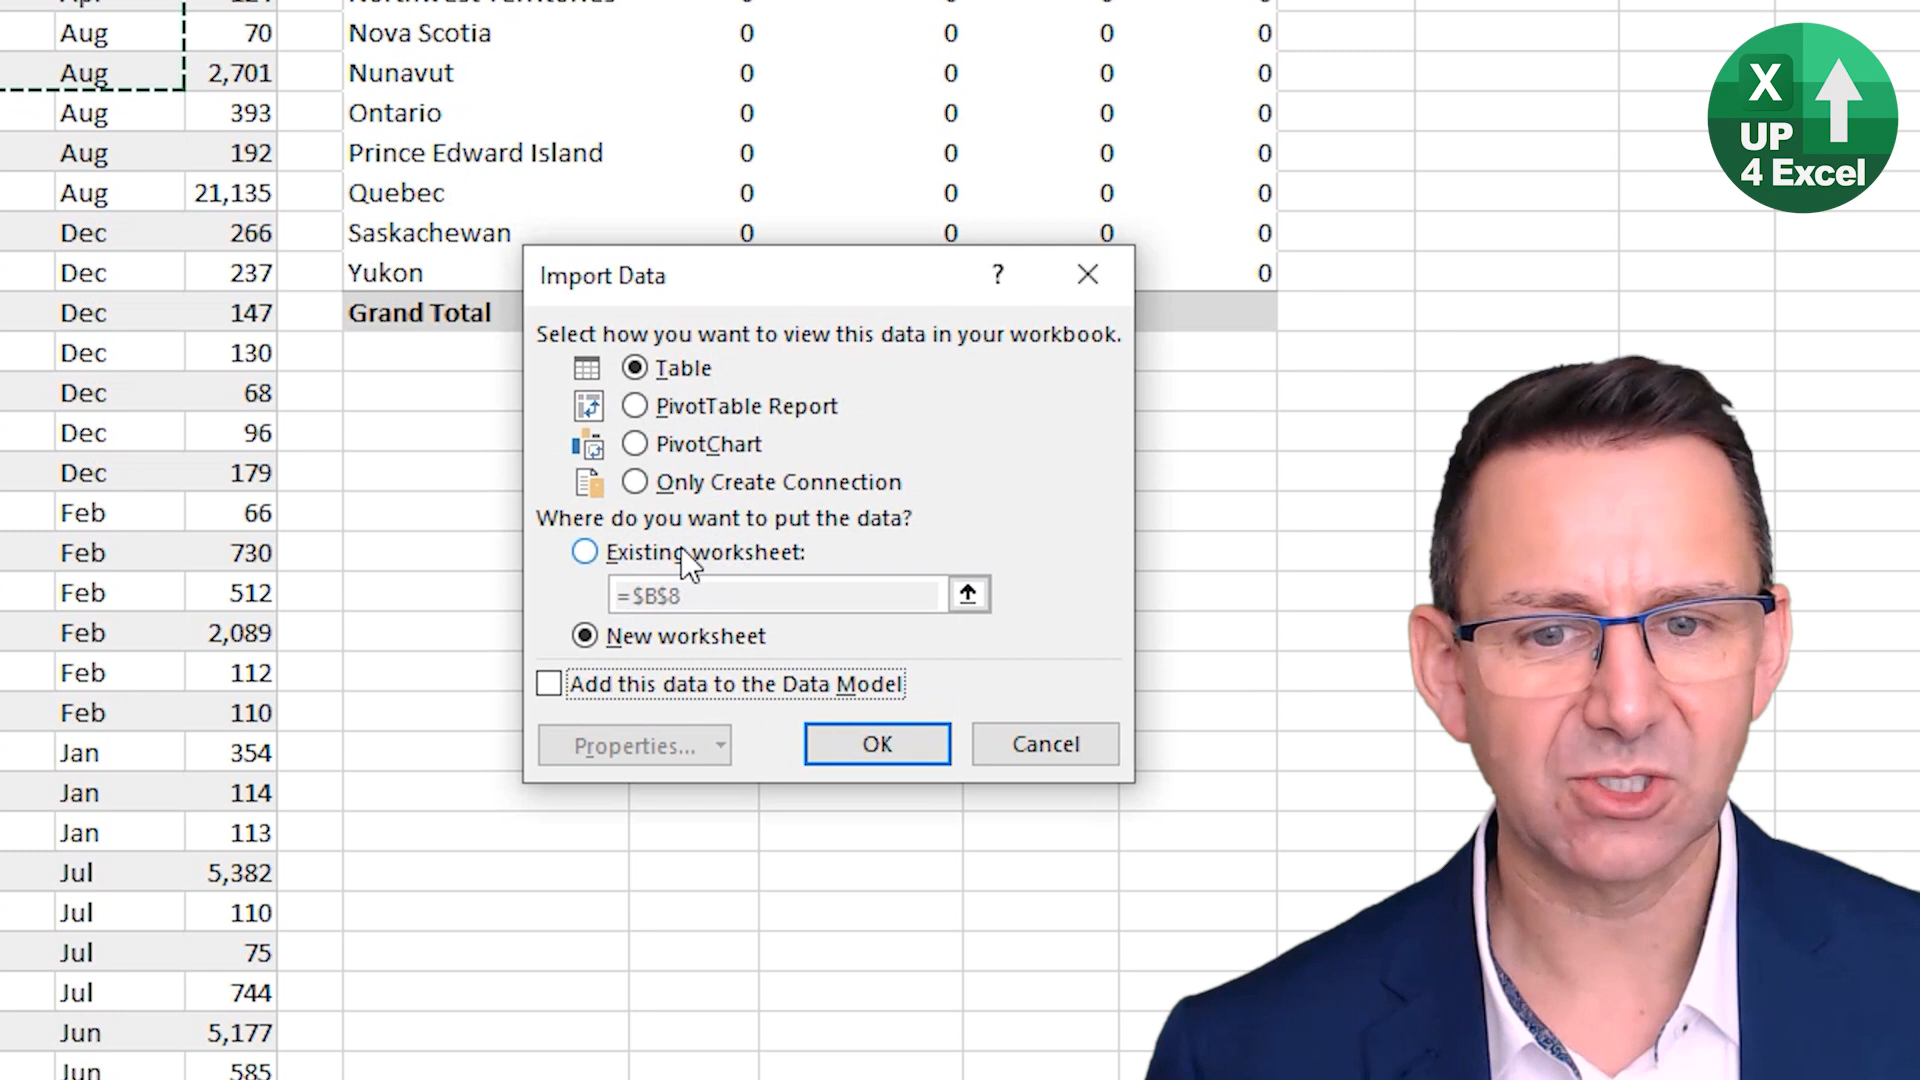 Aug 70 Nova Scotia 0 0 0 0
Aug 2,701 Nunavut 0 0 0 0
Aug 393 Ontario 0 0 0 0
Aug 192 Prince Edward Island 0 0 0 0
Aug 21,135 Quebec 0 0 0 0
Dec 266 Saskachewan 0 0 0 0
Dec 237 Yukon 0
Dec 147 Grand Total
Dec 130
Dec 68
Dec 96
Dec 179
Feb 66
Feb 730
Feb 512
Feb 2,089
Feb 112
Feb 110
Jan 354
Jan 114
Jan 113
Jul 5,382
Jul 110
Jul 75
Jul 744
Jun 5,177
Jun 585
Import Data ?
Select how you want to view this data in your workbook.
Table
PivotTable Report
PivotChart
Only Create Connection
Where do you want to put the data?
Existing worksheet:
=$B$8
New worksheet
Add this data to the Data Model
Properties...
OK
Cancel
X
UP
4 Excel